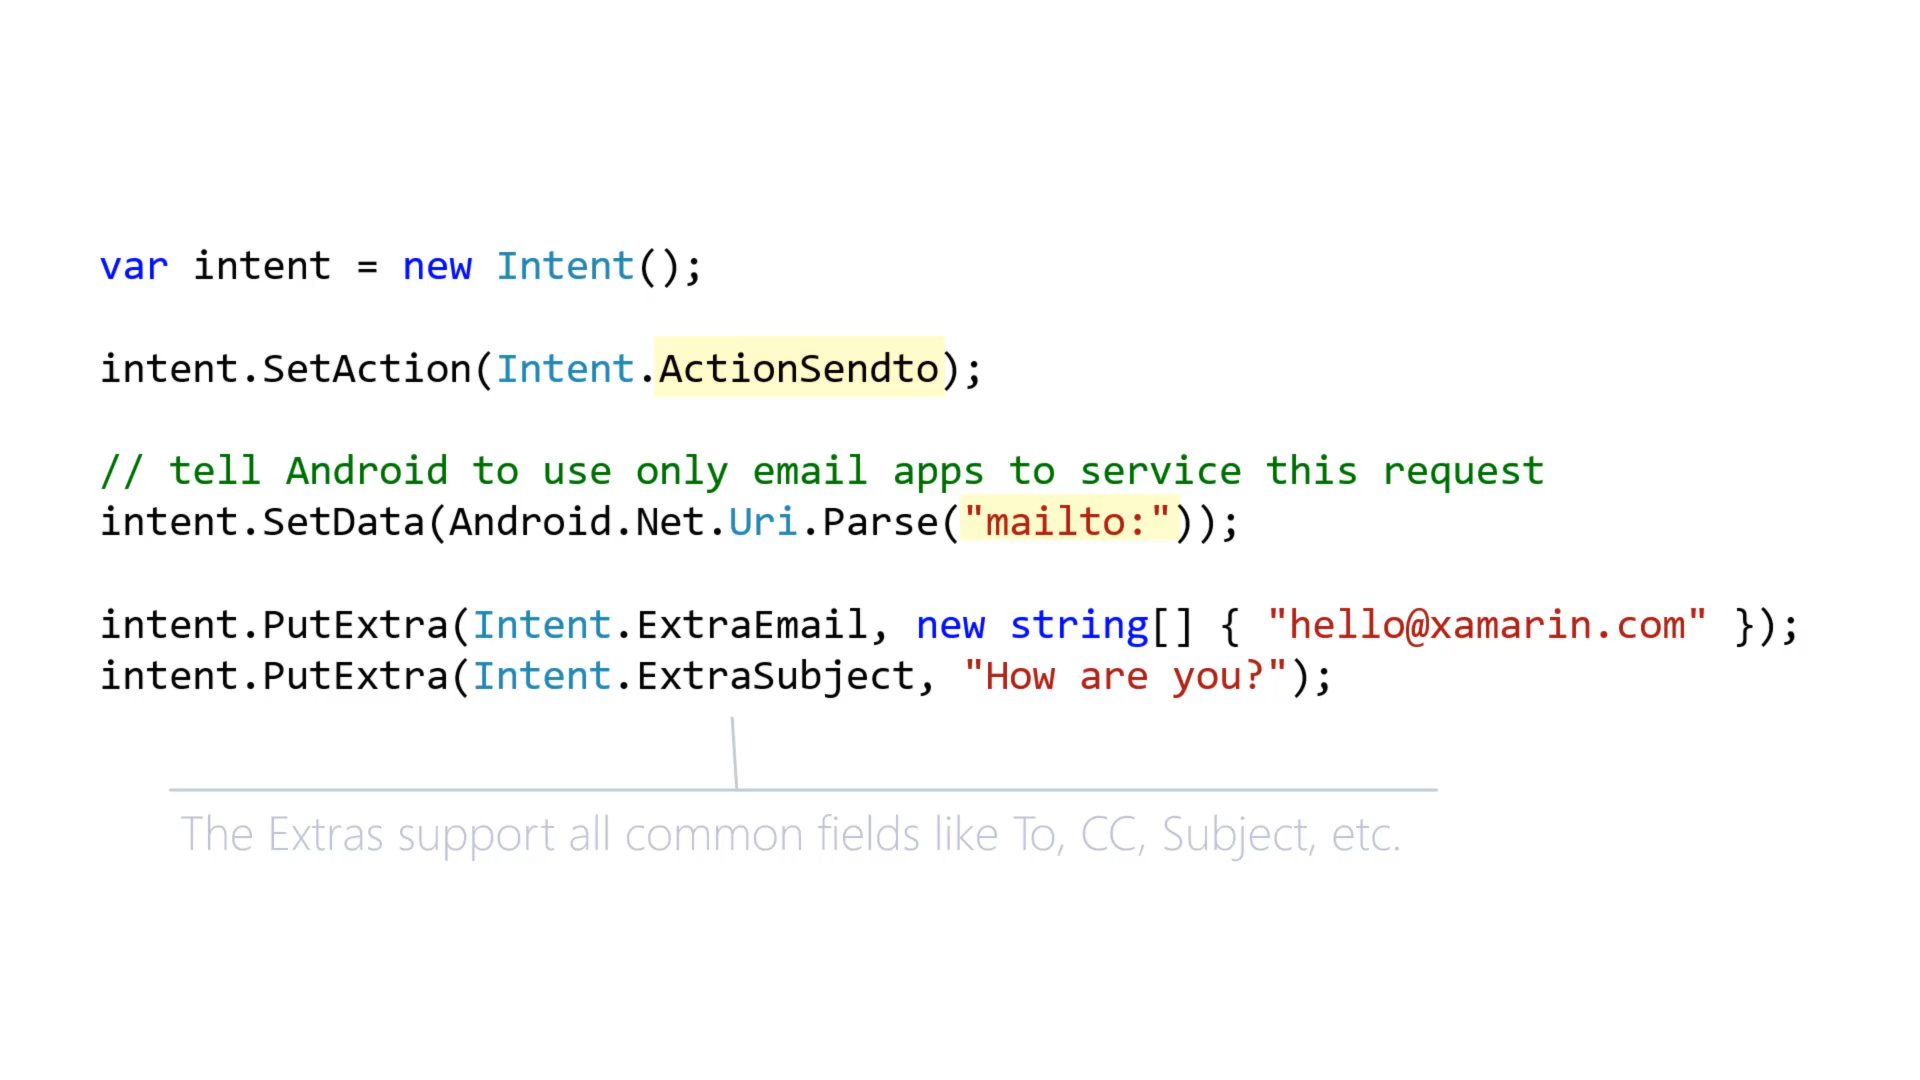 var intent = new Intent();
intent.SetAction(Intent.ActionSendto);
// tell Android to use only email apps to service this request
intent.SetData(Android.Net.Uri.Parse("mailto:"));
intent.PutExtra(Intent.ExtraEmail, new string[] { "hello@xamarin.com" });
intent.PutExtra(Intent.ExtraSubject, "How are you?");
The Extras support all common fields like To, CC, Subject, etc.